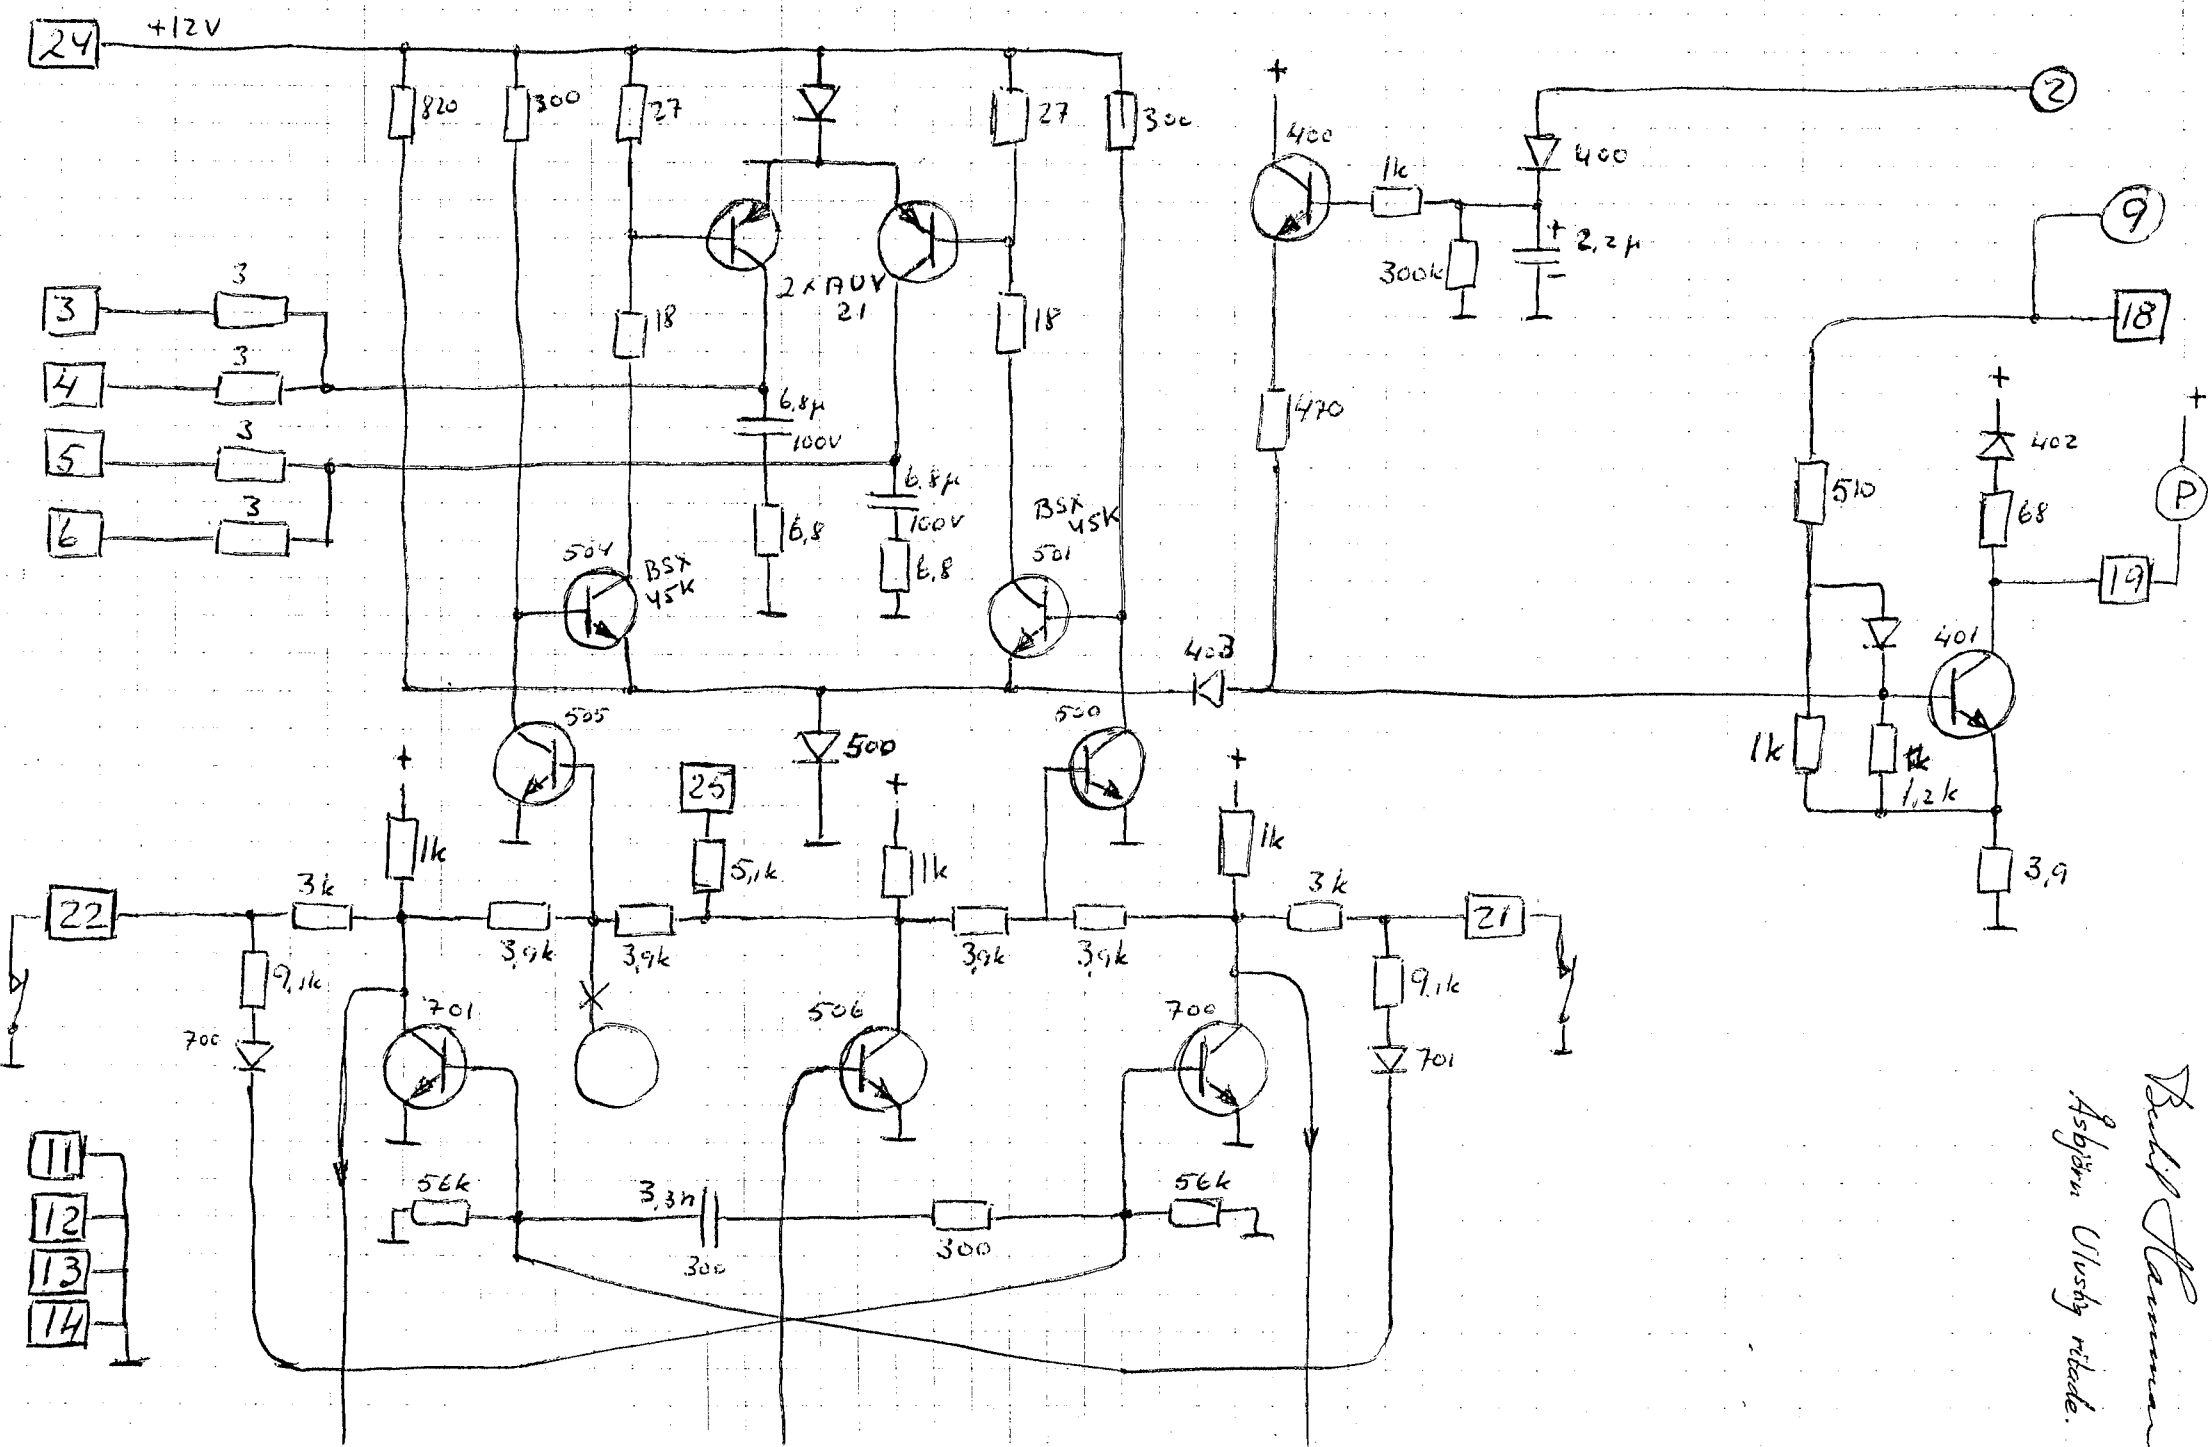 24 +12V
820
300
27
27
300
+
400
1k
300k
400
+ 2,2µ
−
2
9
18
3
3
4
3
5
3
6
3
2xAUY
21
18
18
6,8µ
100V
6,8µ
100V
6,8
6,8
504
BSX
45K
BSX
45K
501
470
510
+
402
68
+
P
19
403
401
1k
1,2k
3,9
505
500
500
+
1k
25
5,1k
+
1k
+
1k
22
3k
3,9k
3,9k
3,9k
3,9k
3k
21
9,1k
9,1k
700
701
506
700
701
11
12
13
14
56k
3,3n
300
300
56k
Asbjörn